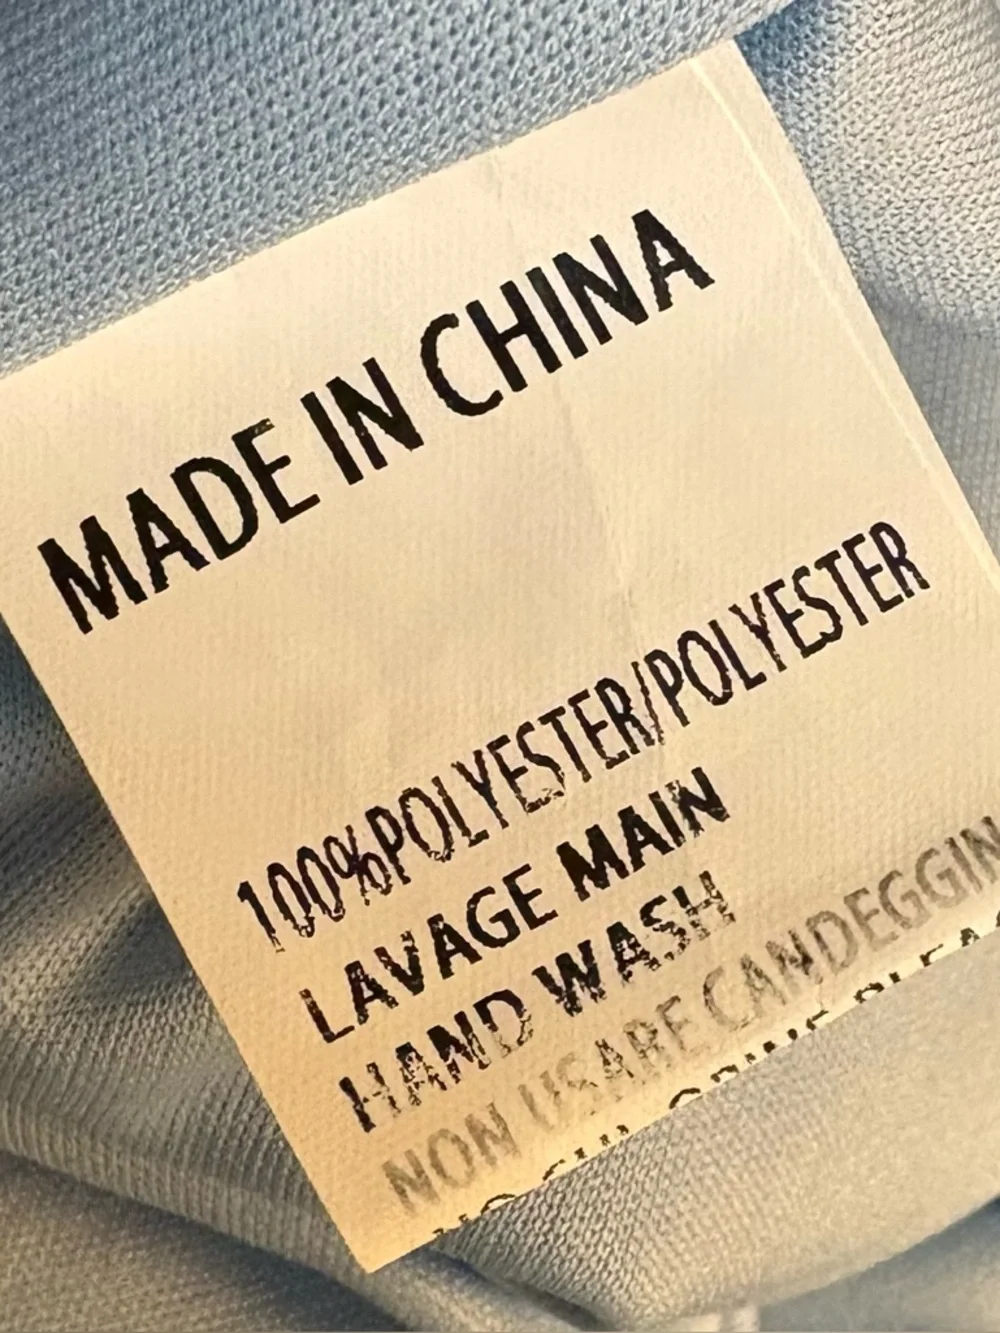 MADE IN CHINA
100%POLYESTER/POLYESTER
LAVAGE MAIN
HAND WASH
NON USARE CANDEGGIN